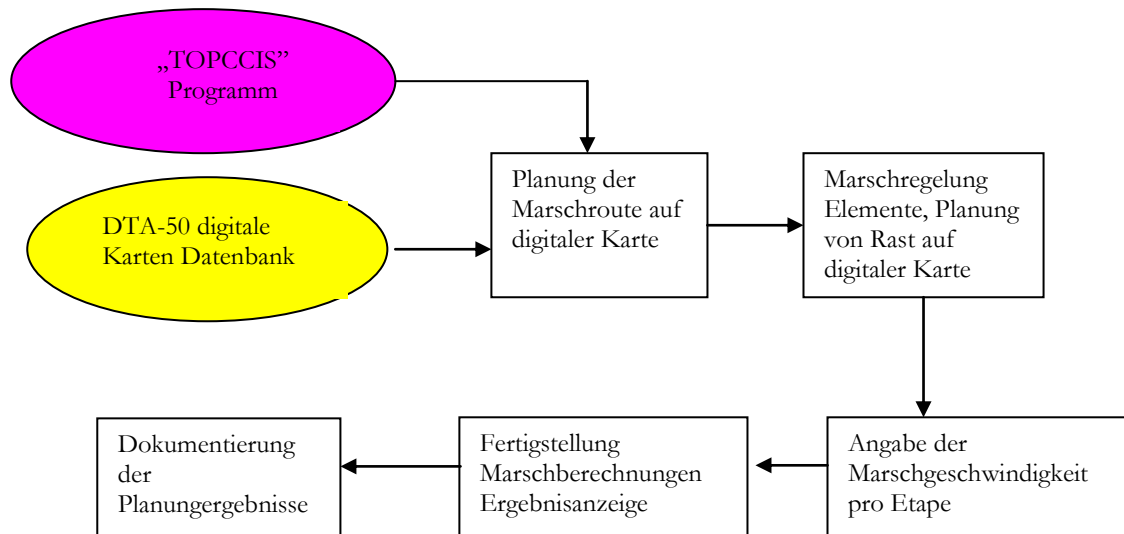 „TOPCCIS”
Programm
DTA-50 digitale
Karten Datenbank
Planung der
Marschroute auf
digitaler Karte
Marschregelung
Elemente, Planung
von Rast auf
digitaler Karte
Angabe der
Marschgeschwindigkeit
pro Etape
Fertigstellung
Marschberechnungen
Ergebnisanzeige
Dokumentierung
der
Planungergebnisse